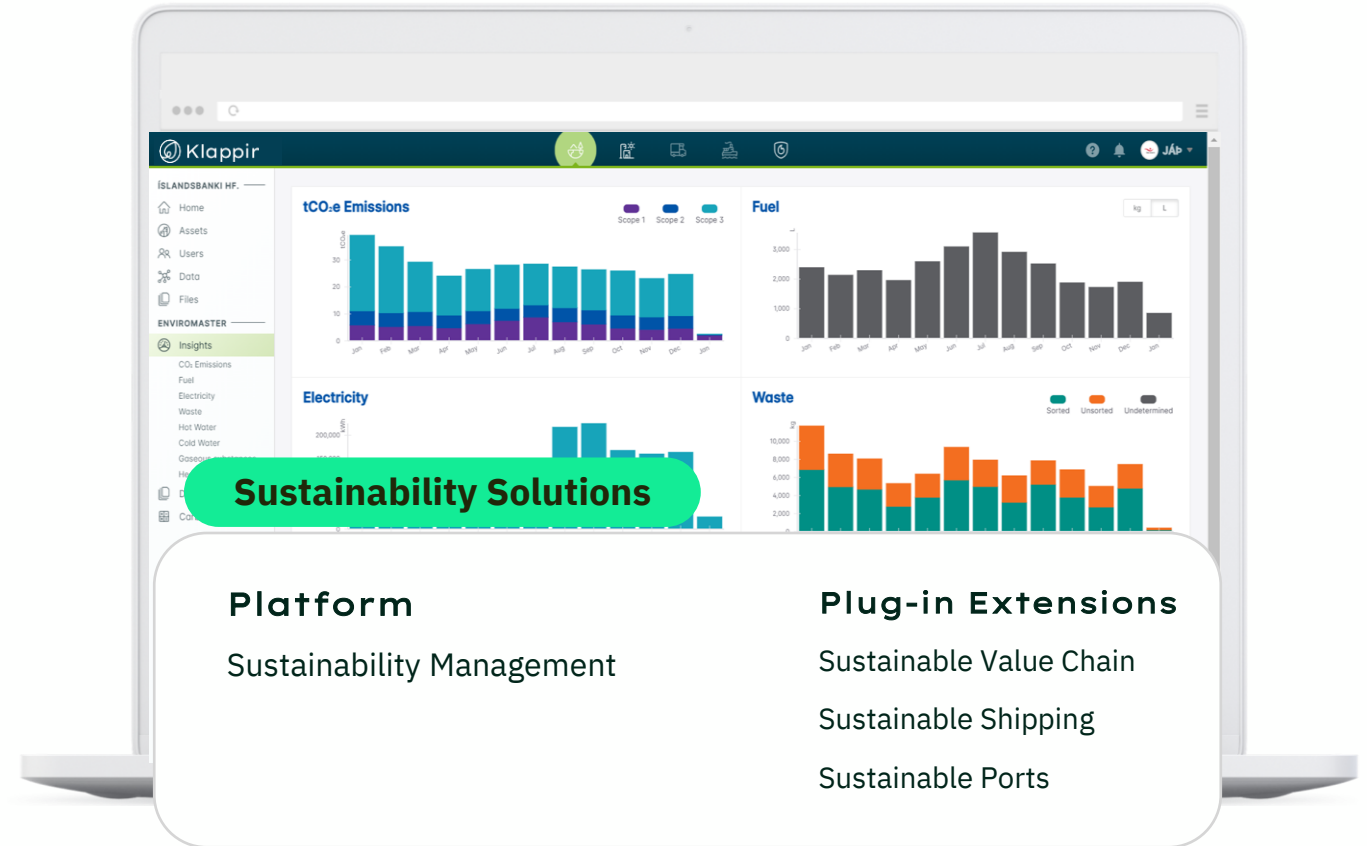 Klappir
JÁÞ
ÍSLANDSBANKI HF.
Home
Assets
Users
Data
Files
ENVIROMASTER
Insights
CO₂ Emissions
Fuel
Electricity
Waste
Hot Water
Cold Water
tCO₂e Emissions
Scope 1 Scope 2 Scope 3
tCO₂e
30
20
10
0
Jan Feb Mar Apr May Jun Jul Aug Sep Oct Nov Dec Jan
Fuel
kg L
L
3,000
2,000
1,000
0
Jan Feb Mar Apr May Jun Jul Aug Sep Oct Nov Dec Jan
Electricity
kWh
200,000
Waste
Sorted Unsorted Undetermined
kg
10,000
8,000
6,000
4,000
2,000
0
Sustainability Solutions
Platform
Sustainability Management
Plug-in Extensions
Sustainable Value Chain
Sustainable Shipping
Sustainable Ports